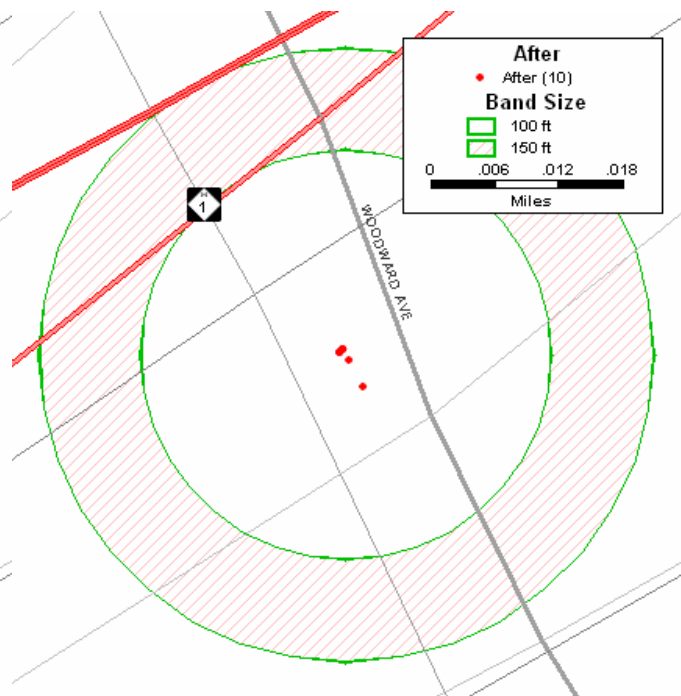 After
After (10)
Band Size
100 ft
150 ft
0 .006 .012 .018
Miles
M
1
WOODWARD AVE